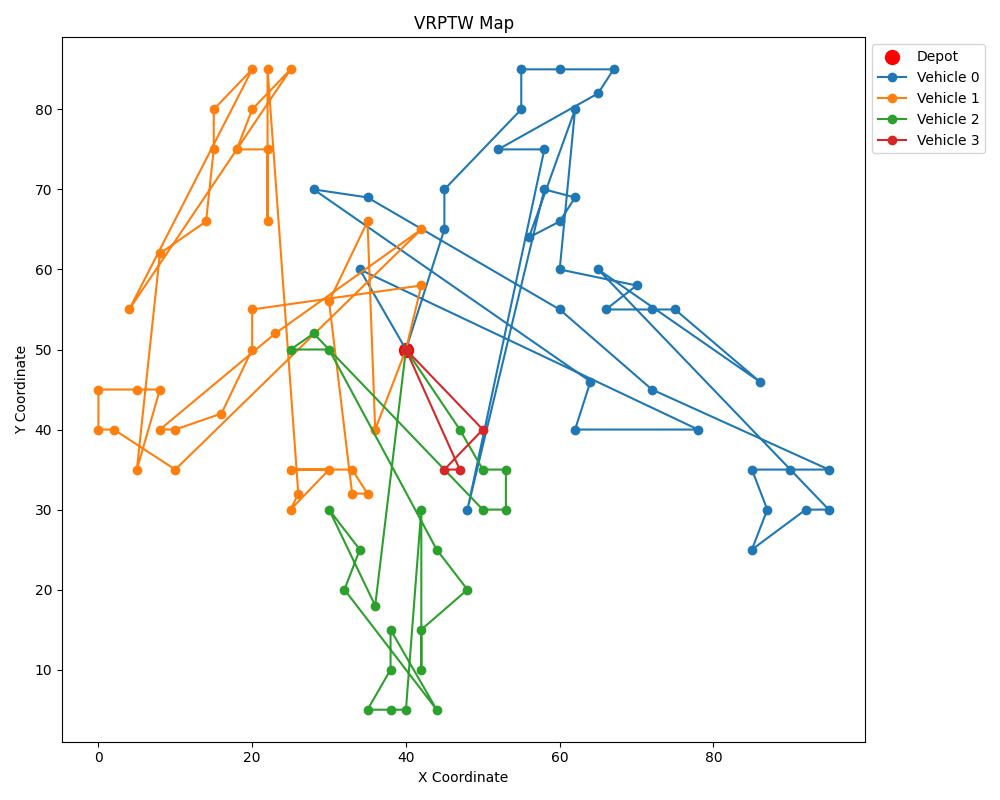 VRPTW Map
Depot
Vehicle 0
Vehicle 1
Vehicle 2
Vehicle 3
Y Coordinate
80
70
60
50
40
30
20
10
0
20
40
60
80
X Coordinate